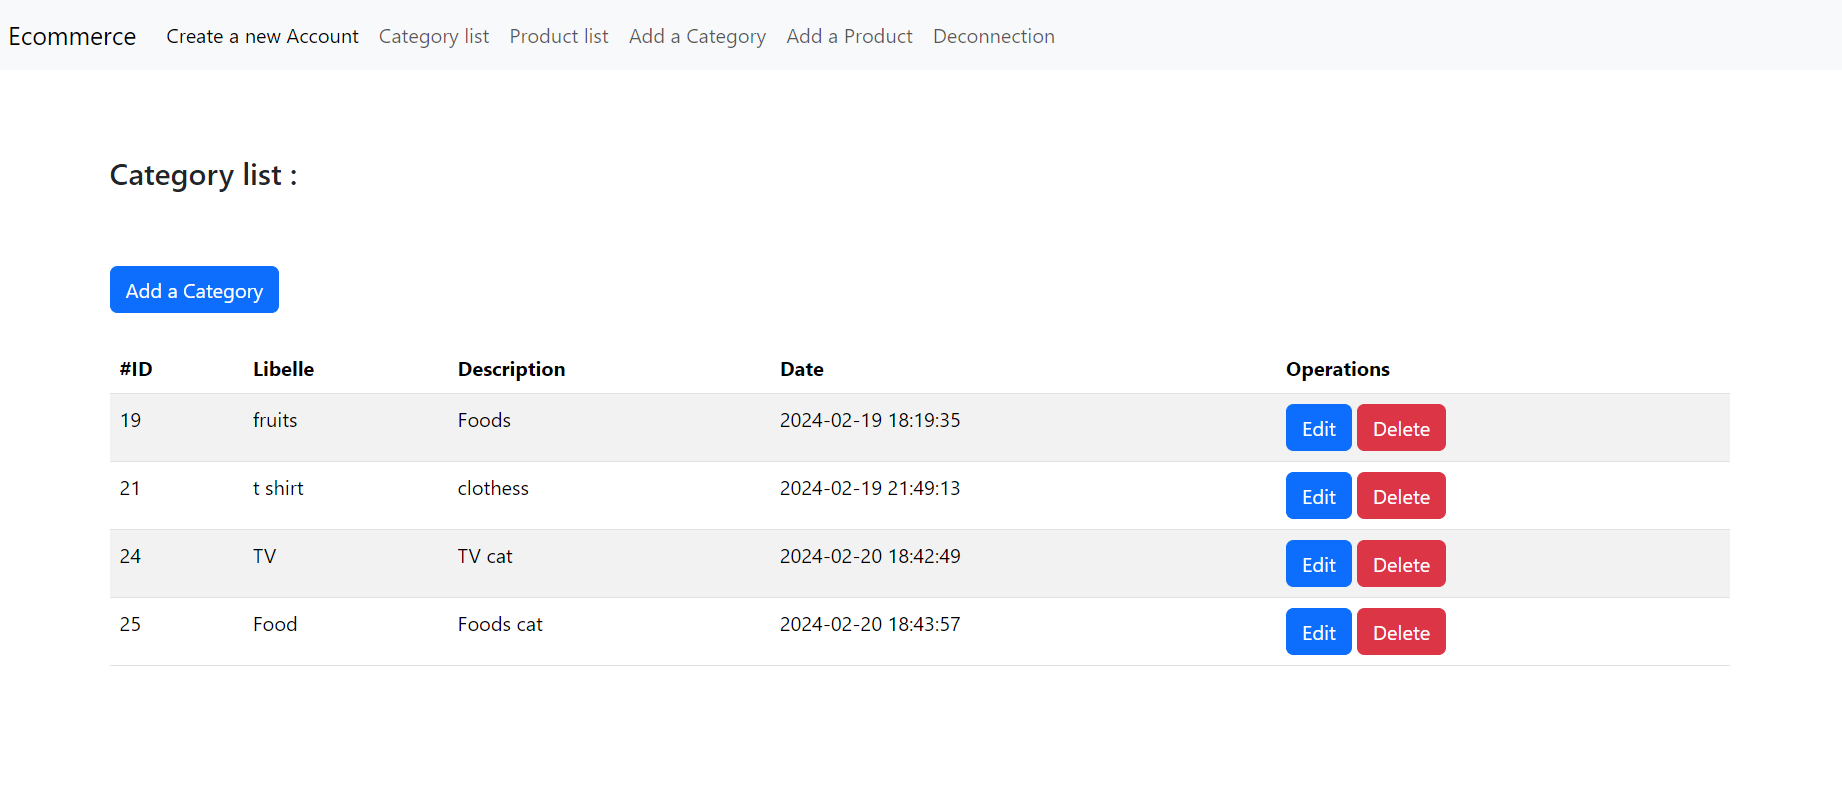 Ecommerce Create a new Account Category list Product list Add a Category Add a Product Deconnection
Category list :
Add a Category
#ID Libelle Description Date Operations
19 fruits Foods 2024-02-19 18:19:35 Edit Delete
21 t shirt clothess 2024-02-19 21:49:13 Edit Delete
24 TV TV cat 2024-02-20 18:42:49 Edit Delete
25 Food Foods cat 2024-02-20 18:43:57 Edit Delete